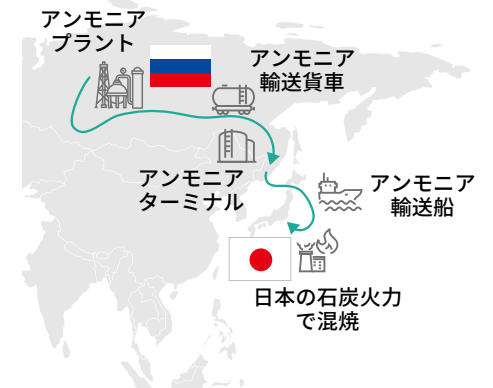 アンモニア
プラント
アンモニア
輸送貨車
アンモニア
ターミナル
アンモニア
輸送船
日本の石炭火力
で混焼